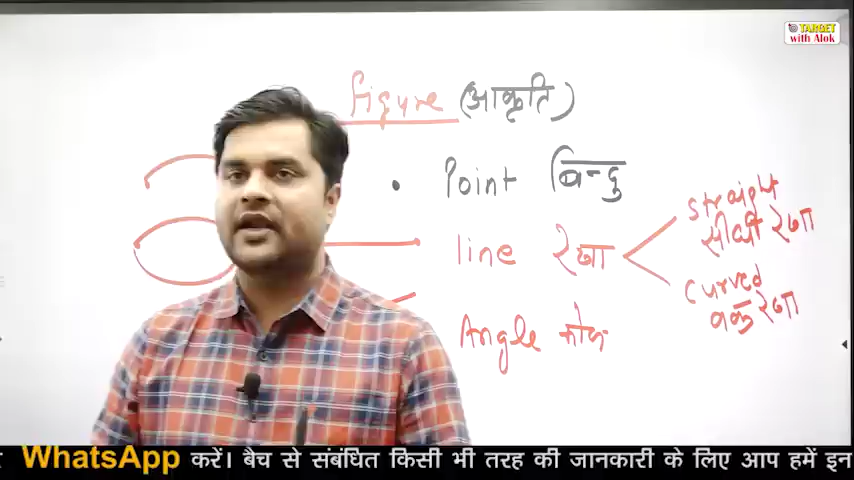 TARGET
with Alok
Figure (आकृति)
Point बिन्दु
line रेखा
straight
सीधी रेखा
curved
वक्र रेखा
Angle कोण
WhatsApp करें। बैच से संबंधित किसी भी तरह की जानकारी के लिए आप हमें इन